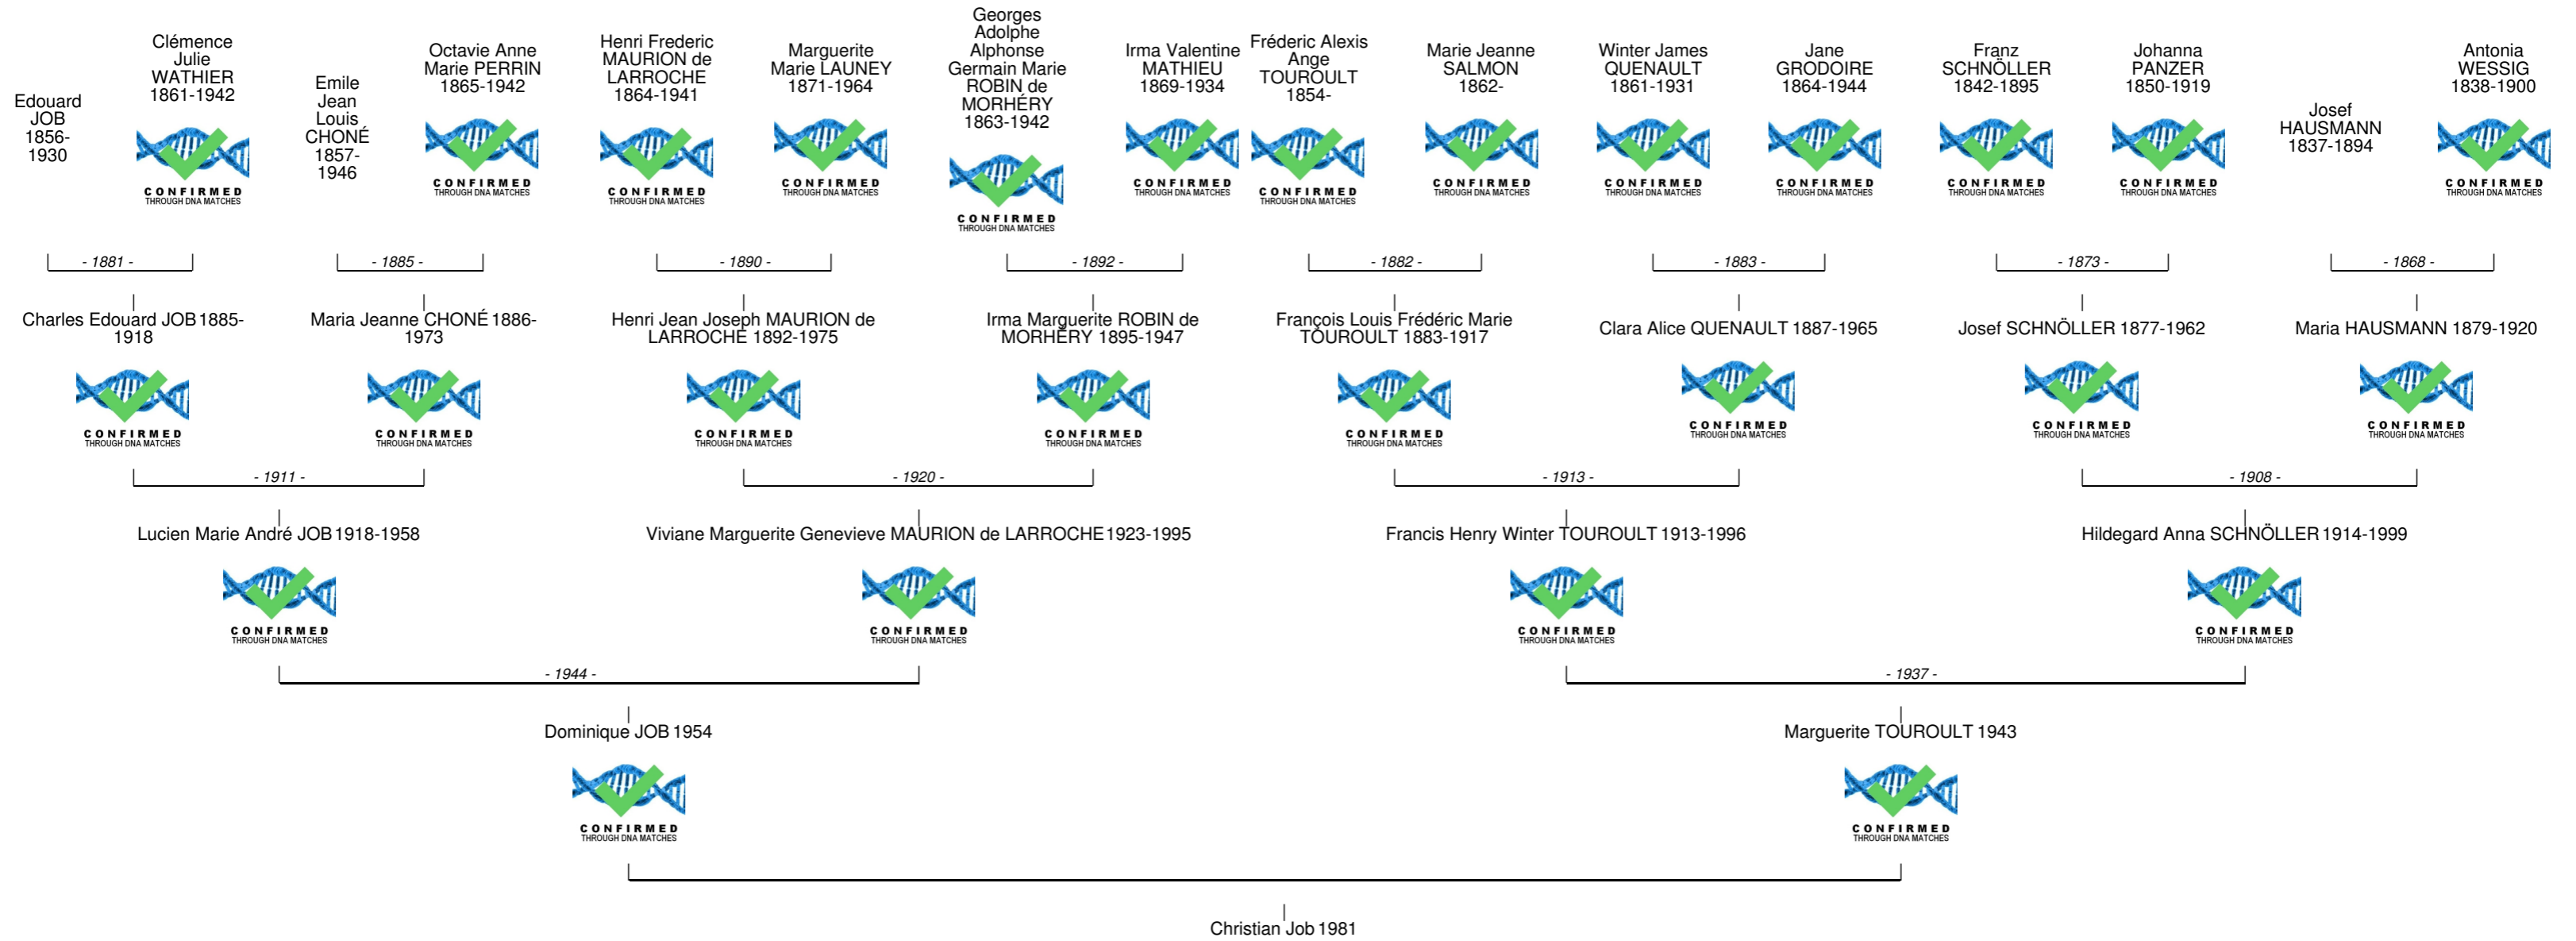 Edouard
JOB
1856-
1930
Clémence
Julie
WATHIER
1861-1942
CONFIRMED
THROUGH DNA MATCHES
Emile
Jean
Louis
CHONÉ
1857-
1946
Octavie Anne
Marie PERRIN
1865-1942
CONFIRMED
THROUGH DNA MATCHES
Henri Frederic
MAURION de
LARROCHE
1864-1941
CONFIRMED
THROUGH DNA MATCHES
Marguerite
Marie LAUNEY
1871-1964
CONFIRMED
THROUGH DNA MATCHES
Georges
Adolphe
Alphonse
Germain Marie
ROBIN de
MORHÉRY
1863-1942
CONFIRMED
THROUGH DNA MATCHES
Irma Valentine
MATHIEU
1869-1934
CONFIRMED
THROUGH DNA MATCHES
Fréderic Alexis
Ange
TOUROULT
1854-
CONFIRMED
THROUGH DNA MATCHES
Marie Jeanne
SALMON
1862-
CONFIRMED
THROUGH DNA MATCHES
Winter James
QUENAULT
1861-1931
CONFIRMED
THROUGH DNA MATCHES
Jane
GRODOIRE
1864-1944
CONFIRMED
THROUGH DNA MATCHES
Franz
SCHNÖLLER
1842-1895
CONFIRMED
THROUGH DNA MATCHES
Johanna
PANZER
1850-1919
CONFIRMED
THROUGH DNA MATCHES
Josef
HAUSMANN
1837-1894
Antonia
WESSIG
1838-1900
CONFIRMED
THROUGH DNA MATCHES
- 1881 -
- 1885 -
- 1890 -
- 1892 -
- 1882 -
- 1883 -
- 1873 -
- 1868 -
Charles Edouard JOB 1885-
1918
CONFIRMED
THROUGH DNA MATCHES
Maria Jeanne CHONÉ 1886-
1973
CONFIRMED
THROUGH DNA MATCHES
Henri Jean Joseph MAURION de
LARROCHE 1892-1975
CONFIRMED
THROUGH DNA MATCHES
Irma Marguerite ROBIN de
MORHÉRY 1895-1947
CONFIRMED
THROUGH DNA MATCHES
François Louis Frédéric Marie
TOUROULT 1883-1917
CONFIRMED
THROUGH DNA MATCHES
Clara Alice QUENAULT 1887-1965
CONFIRMED
THROUGH DNA MATCHES
Josef SCHNÖLLER 1877-1962
CONFIRMED
THROUGH DNA MATCHES
Maria HAUSMANN 1879-1920
CONFIRMED
THROUGH DNA MATCHES
- 1911 -
- 1920 -
- 1913 -
- 1908 -
Lucien Marie André JOB 1918-1958
CONFIRMED
THROUGH DNA MATCHES
Viviane Marguerite Genevieve MAURION de LARROCHE 1923-1995
CONFIRMED
THROUGH DNA MATCHES
Francis Henry Winter TOUROULT 1913-1996
CONFIRMED
THROUGH DNA MATCHES
Hildegard Anna SCHNÖLLER 1914-1999
CONFIRMED
THROUGH DNA MATCHES
- 1944 -
- 1937 -
Dominique JOB 1954
CONFIRMED
THROUGH DNA MATCHES
Marguerite TOUROULT 1943
CONFIRMED
THROUGH DNA MATCHES
Christian Job 1981